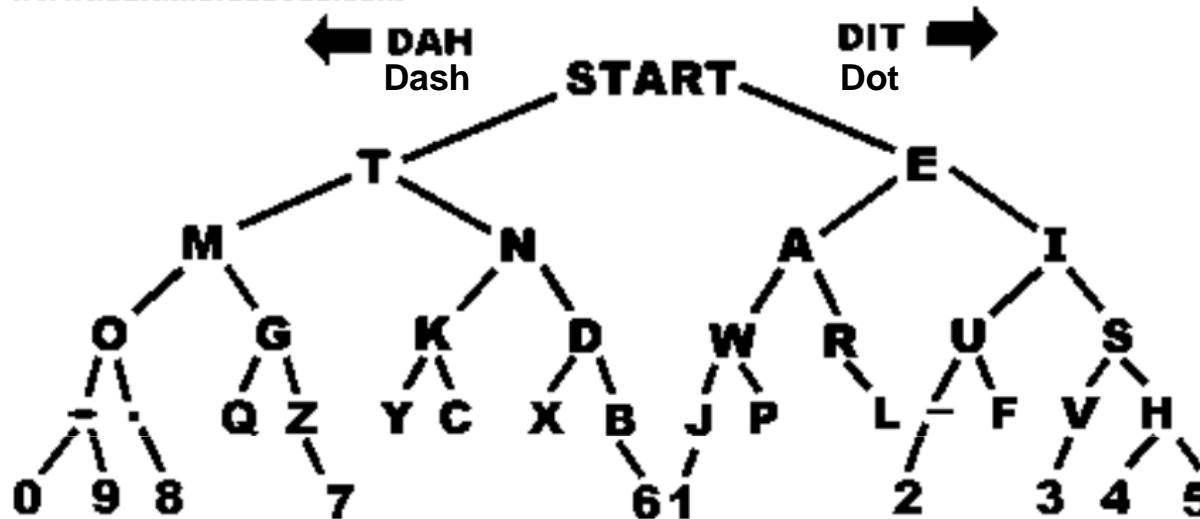 DAH DIT
Dash START Dot
T E
M N A I
O G K D W R U S
– . Q Z Y C X B J P L – F V H
0 9 8 7 6 1 2 3 4 5